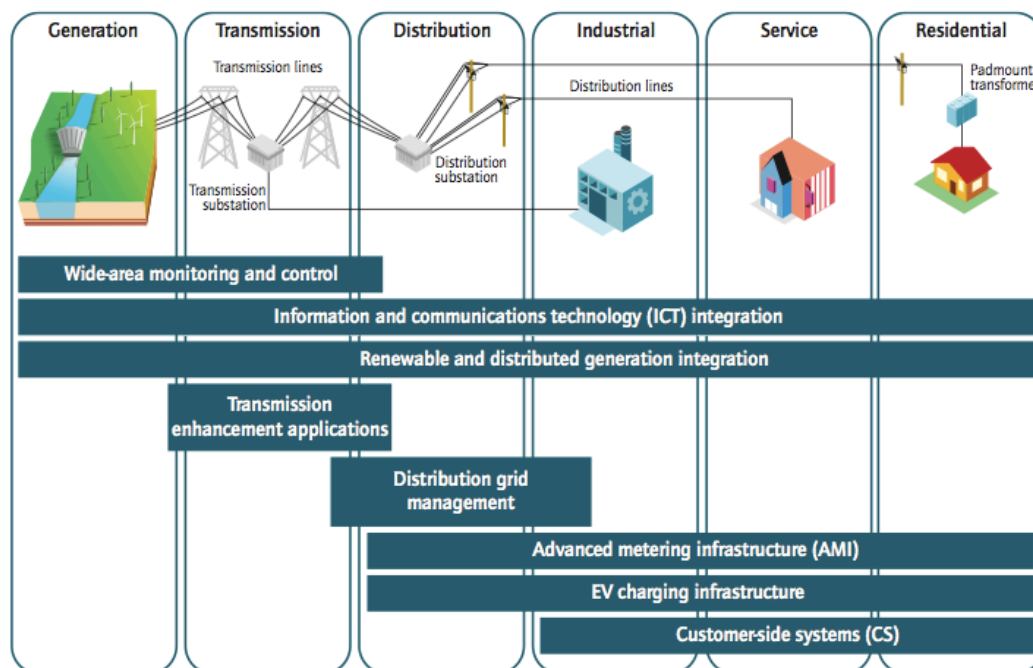 Generation
Transmission
Distribution
Industrial
Service
Residential
Transmission lines
Padmount
transforme
Distribution lines
Distribution
substation
Transmission
substation
Wide-area monitoring and control
Information and communications technology (ICT) integration
Renewable and distributed generation integration
Transmission
enhancement applications
Distribution grid
management
Advanced metering infrastructure (AMI)
EV charging infrastructure
Customer-side systems (CS)